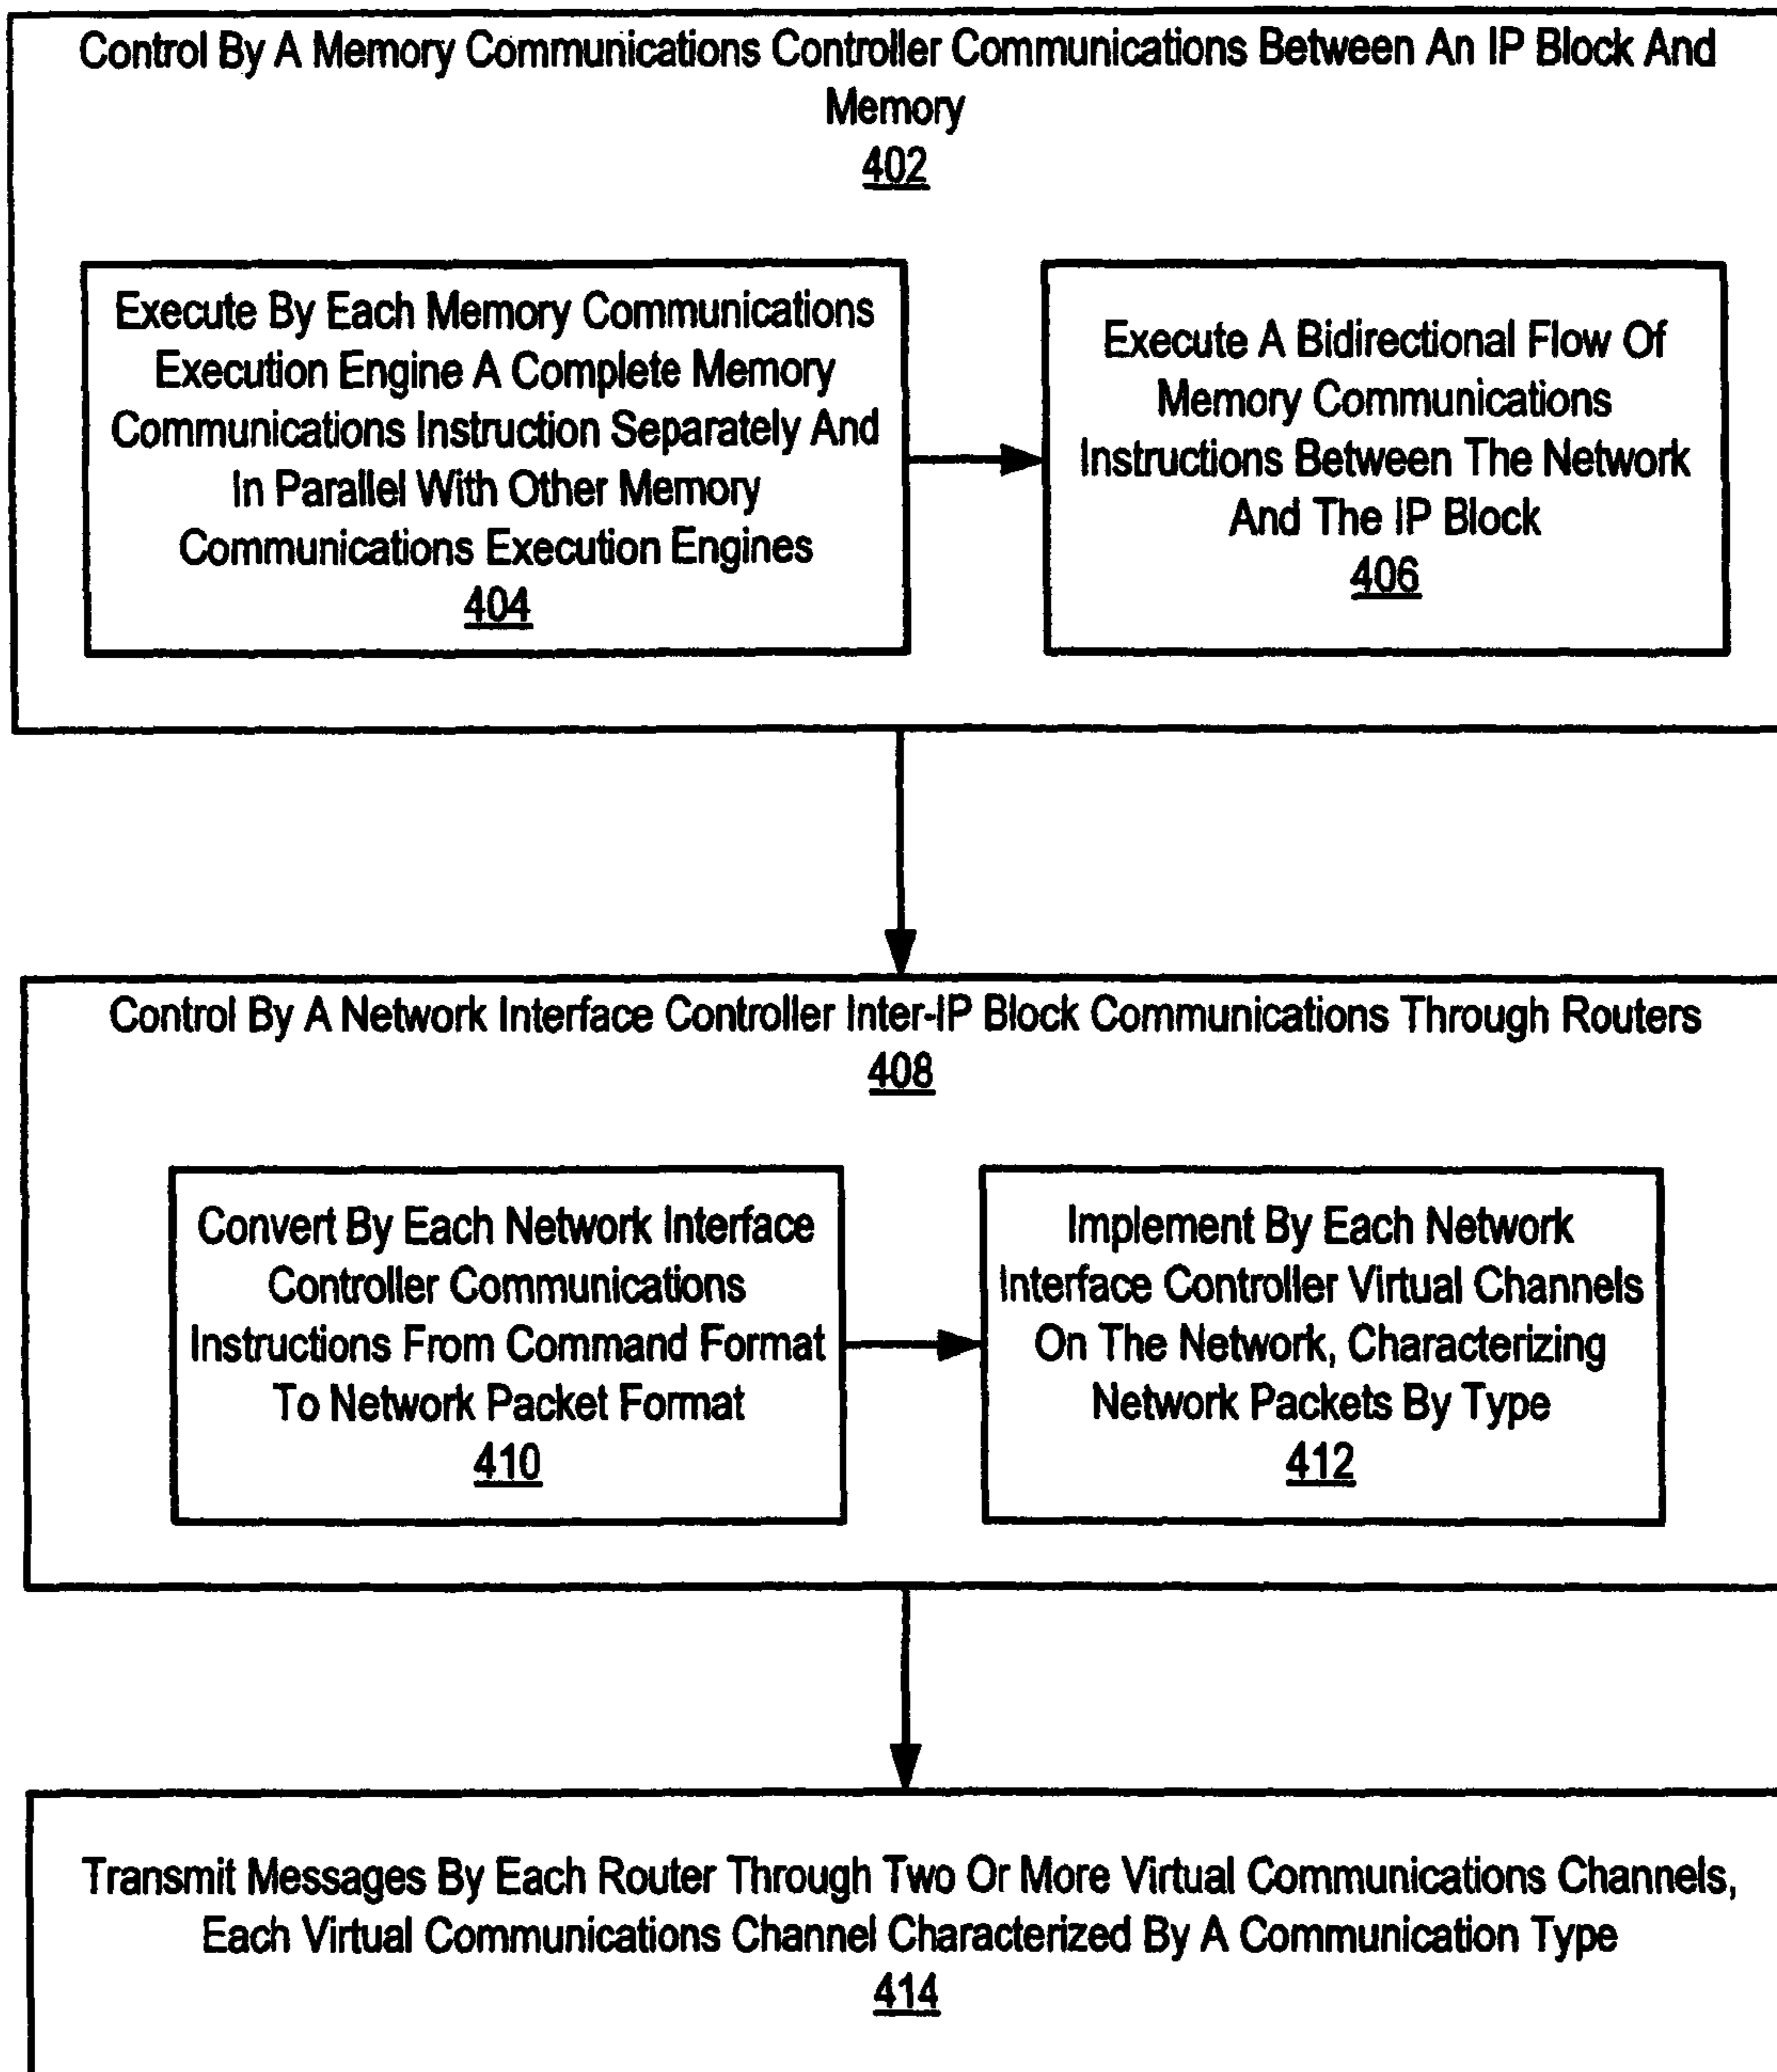 Control By A Memory Communications Controller Communications Between An IP Block And
Memory
402
Execute By Each Memory Communications
Execution Engine A Complete Memory
Communications Instruction Separately And
In Parallel With Other Memory
Communications Execution Engines
404
Execute A Bidirectional Flow Of
Memory Communications
Instructions Between The Network
And The IP Block
406
Control By A Network Interface Controller Inter-IP Block Communications Through Routers
408
Convert By Each Network Interface
Controller Communications
Instructions From Command Format
To Network Packet Format
410
Implement By Each Network
Interface Controller Virtual Channels
On The Network, Characterizing
Network Packets By Type
412
Transmit Messages By Each Router Through Two Or More Virtual Communications Channels,
Each Virtual Communications Channel Characterized By A Communication Type
414